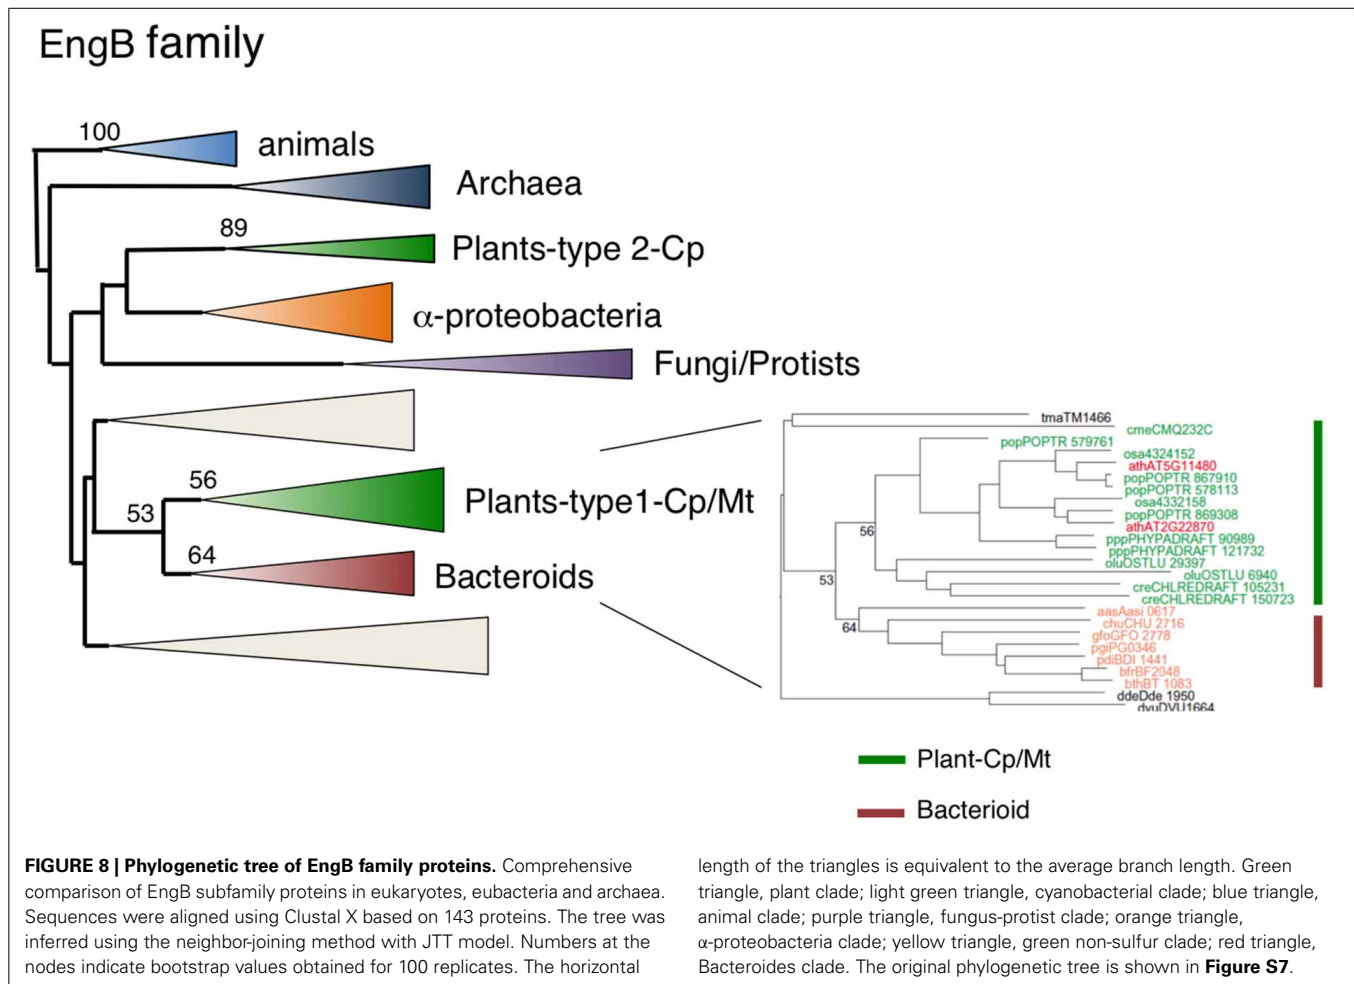 EngB family
100
animals
Archaea
89
Plants-type 2-Cp
α-proteobacteria
Fungi/Protists
56
53
Plants-type1-Cp/Mt
64
Bacteroids
tmaTM1466
cmeCMQ232C
popPOPTR 579761
osa4324152
athAT5G11480
popPOPTR 867910
popPOPTR 578113
osa4332158
popPOPTR 869308
athAT2G22870
pppPHYPADRAFT 90989
pppPHYPADRAFT 121732
oluOSTLU 29397
oluOSTLU 6940
creCHLREDRAFT 105231
creCHLREDRAFT 150723
56
53
64
aasAasi 0617
chuCHU 2716
gfoGFO 2778
pgiPG0346
pdiBDI 1441
bfrBF2048
bthBT 1083
ddeDde 1950
dvuDVU1664
Plant-Cp/Mt
Bacterioid
FIGURE 8 | Phylogenetic tree of EngB family proteins. Comprehensive
comparison of EngB subfamily proteins in eukaryotes, eubacteria and archaea.
Sequences were aligned using Clustal X based on 143 proteins. The tree was
inferred using the neighbor-joining method with JTT model. Numbers at the
nodes indicate bootstrap values obtained for 100 replicates. The horizontal
length of the triangles is equivalent to the average branch length. Green
triangle, plant clade; light green triangle, cyanobacterial clade; blue triangle,
animal clade; purple triangle, fungus-protist clade; orange triangle,
α-proteobacteria clade; yellow triangle, green non-sulfur clade; red triangle,
Bacteroides clade. The original phylogenetic tree is shown in Figure S7.